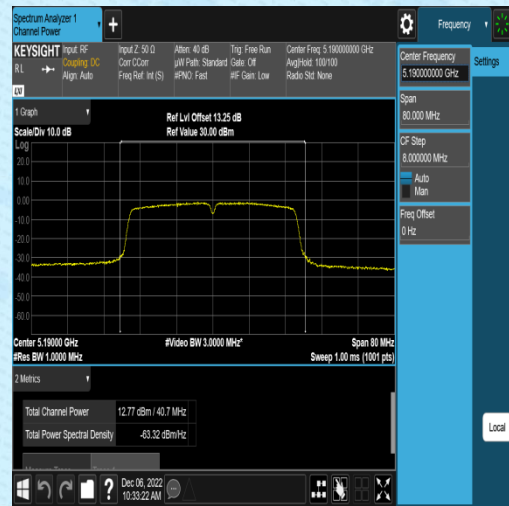 Spectrum Analyzer 1
Channel Power
+
Frequency
KEYSIGHT
RL
LXI
Input: RF
Coupling: DC
Align: Auto
Input Z: 50 Ω
Corr CCorr
Freq Ref: Int (S)
Atten: 40 dB
µW Path: Standard
#PNO: Fast
Trig: Free Run
Gate: Off
#IF Gain: Low
Center Freq: 5.190000000 GHz
Avg|Hold: 100/100
Radio Std: None
Center Frequency
5.190000000 GHz
Settings
Span
80.000 MHz
CF Step
8.000000 MHz
Auto
Man
Freq Offset
0 Hz
Local
1 Graph
Scale/Div 10.0 dB
Ref Lvl Offset 13.25 dB
Ref Value 30.00 dBm
Log
20.0
10.0
0.00
-10.0
-20.0
-30.0
-40.0
-50.0
-60.0
Center 5.19000 GHz
#Res BW 1.0000 MHz
#Video BW 3.0000 MHz*
Span 80 MHz
Sweep 1.00 ms (1001 pts)
2 Metrics
Total Channel Power 12.77 dBm / 40.7 MHz
Total Power Spectral Density -63.32 dBm/Hz
?
Dec 06, 2022
10:33:22 AM